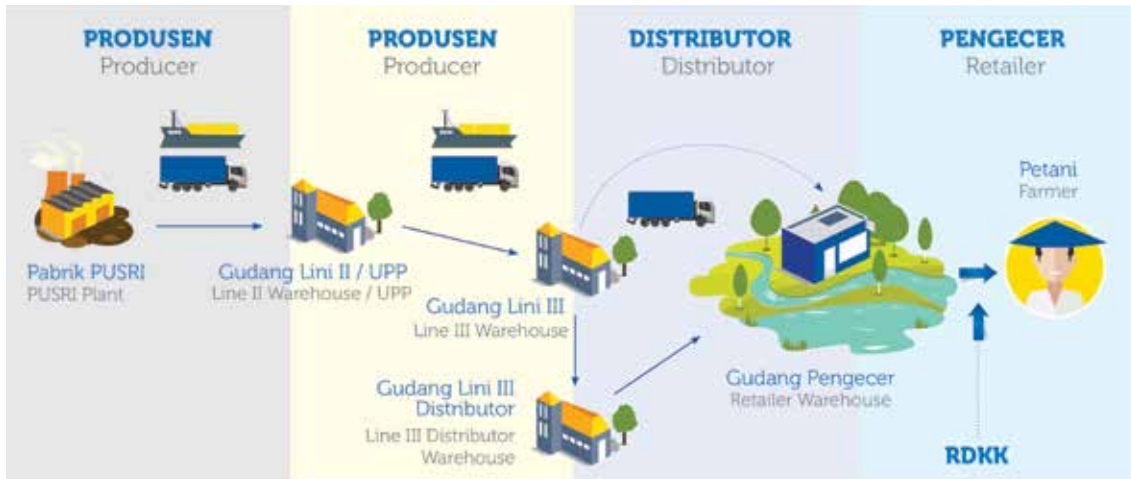 PRODUSEN
Producer
PRODUSEN
Producer
DISTRIBUTOR
Distributor
PENGECER
Retailer
Pabrik PUSRI
PUSRI Plant
Gudang Lini II / UPP
Line II Warehouse / UPP
Gudang Lini III
Line III Warehouse
Gudang Lini III
Distributor
Line III Distributor
Warehouse
Gudang Pengecer
Retailer Warehouse
Petani
Farmer
RDKK